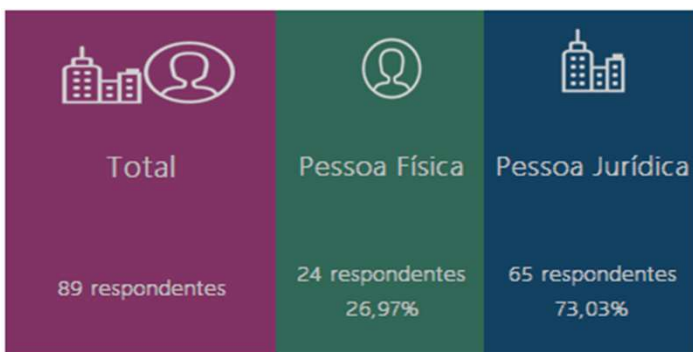 Total
89 respondentes
Pessoa Física
24 respondentes
26,97%
Pessoa Jurídica
65 respondentes
73,03%